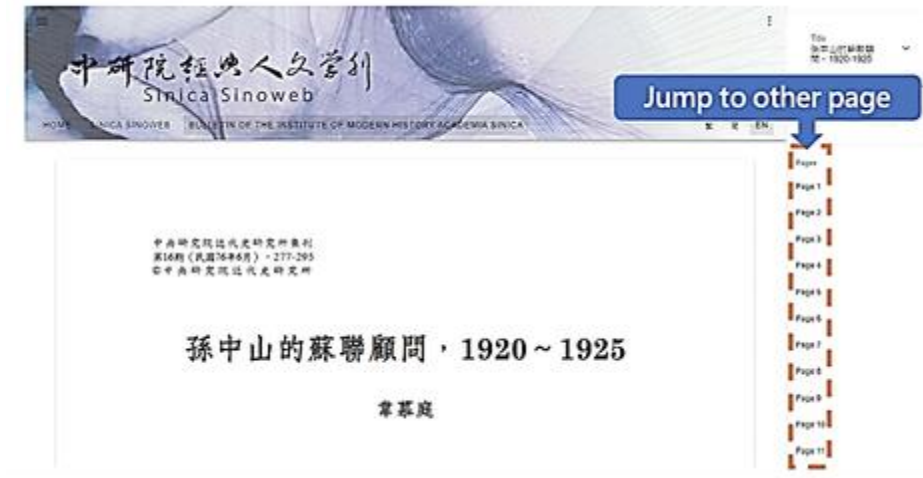 中研院經典人文学刊
Sinica Sinoweb
HOME SINICA SINOWEB BULLETIN OF THE INSTITUTE OF MODERN HISTORY ACADEMIA SINICA 繁 EN
Title
孫中山的蘇聯顧問,1920-1925
Jump to other page
Pages
Page 1
Page 2
Page 3
Page 4
Page 5
Page 6
Page 7
Page 8
Page 9
Page 10
Page 11
中央研究院近代史研究所集刊
第16期(民國76年6月),277-295
©中央研究院近代史研究所
孫中山的蘇聯顧問,1920~1925
韋慕庭